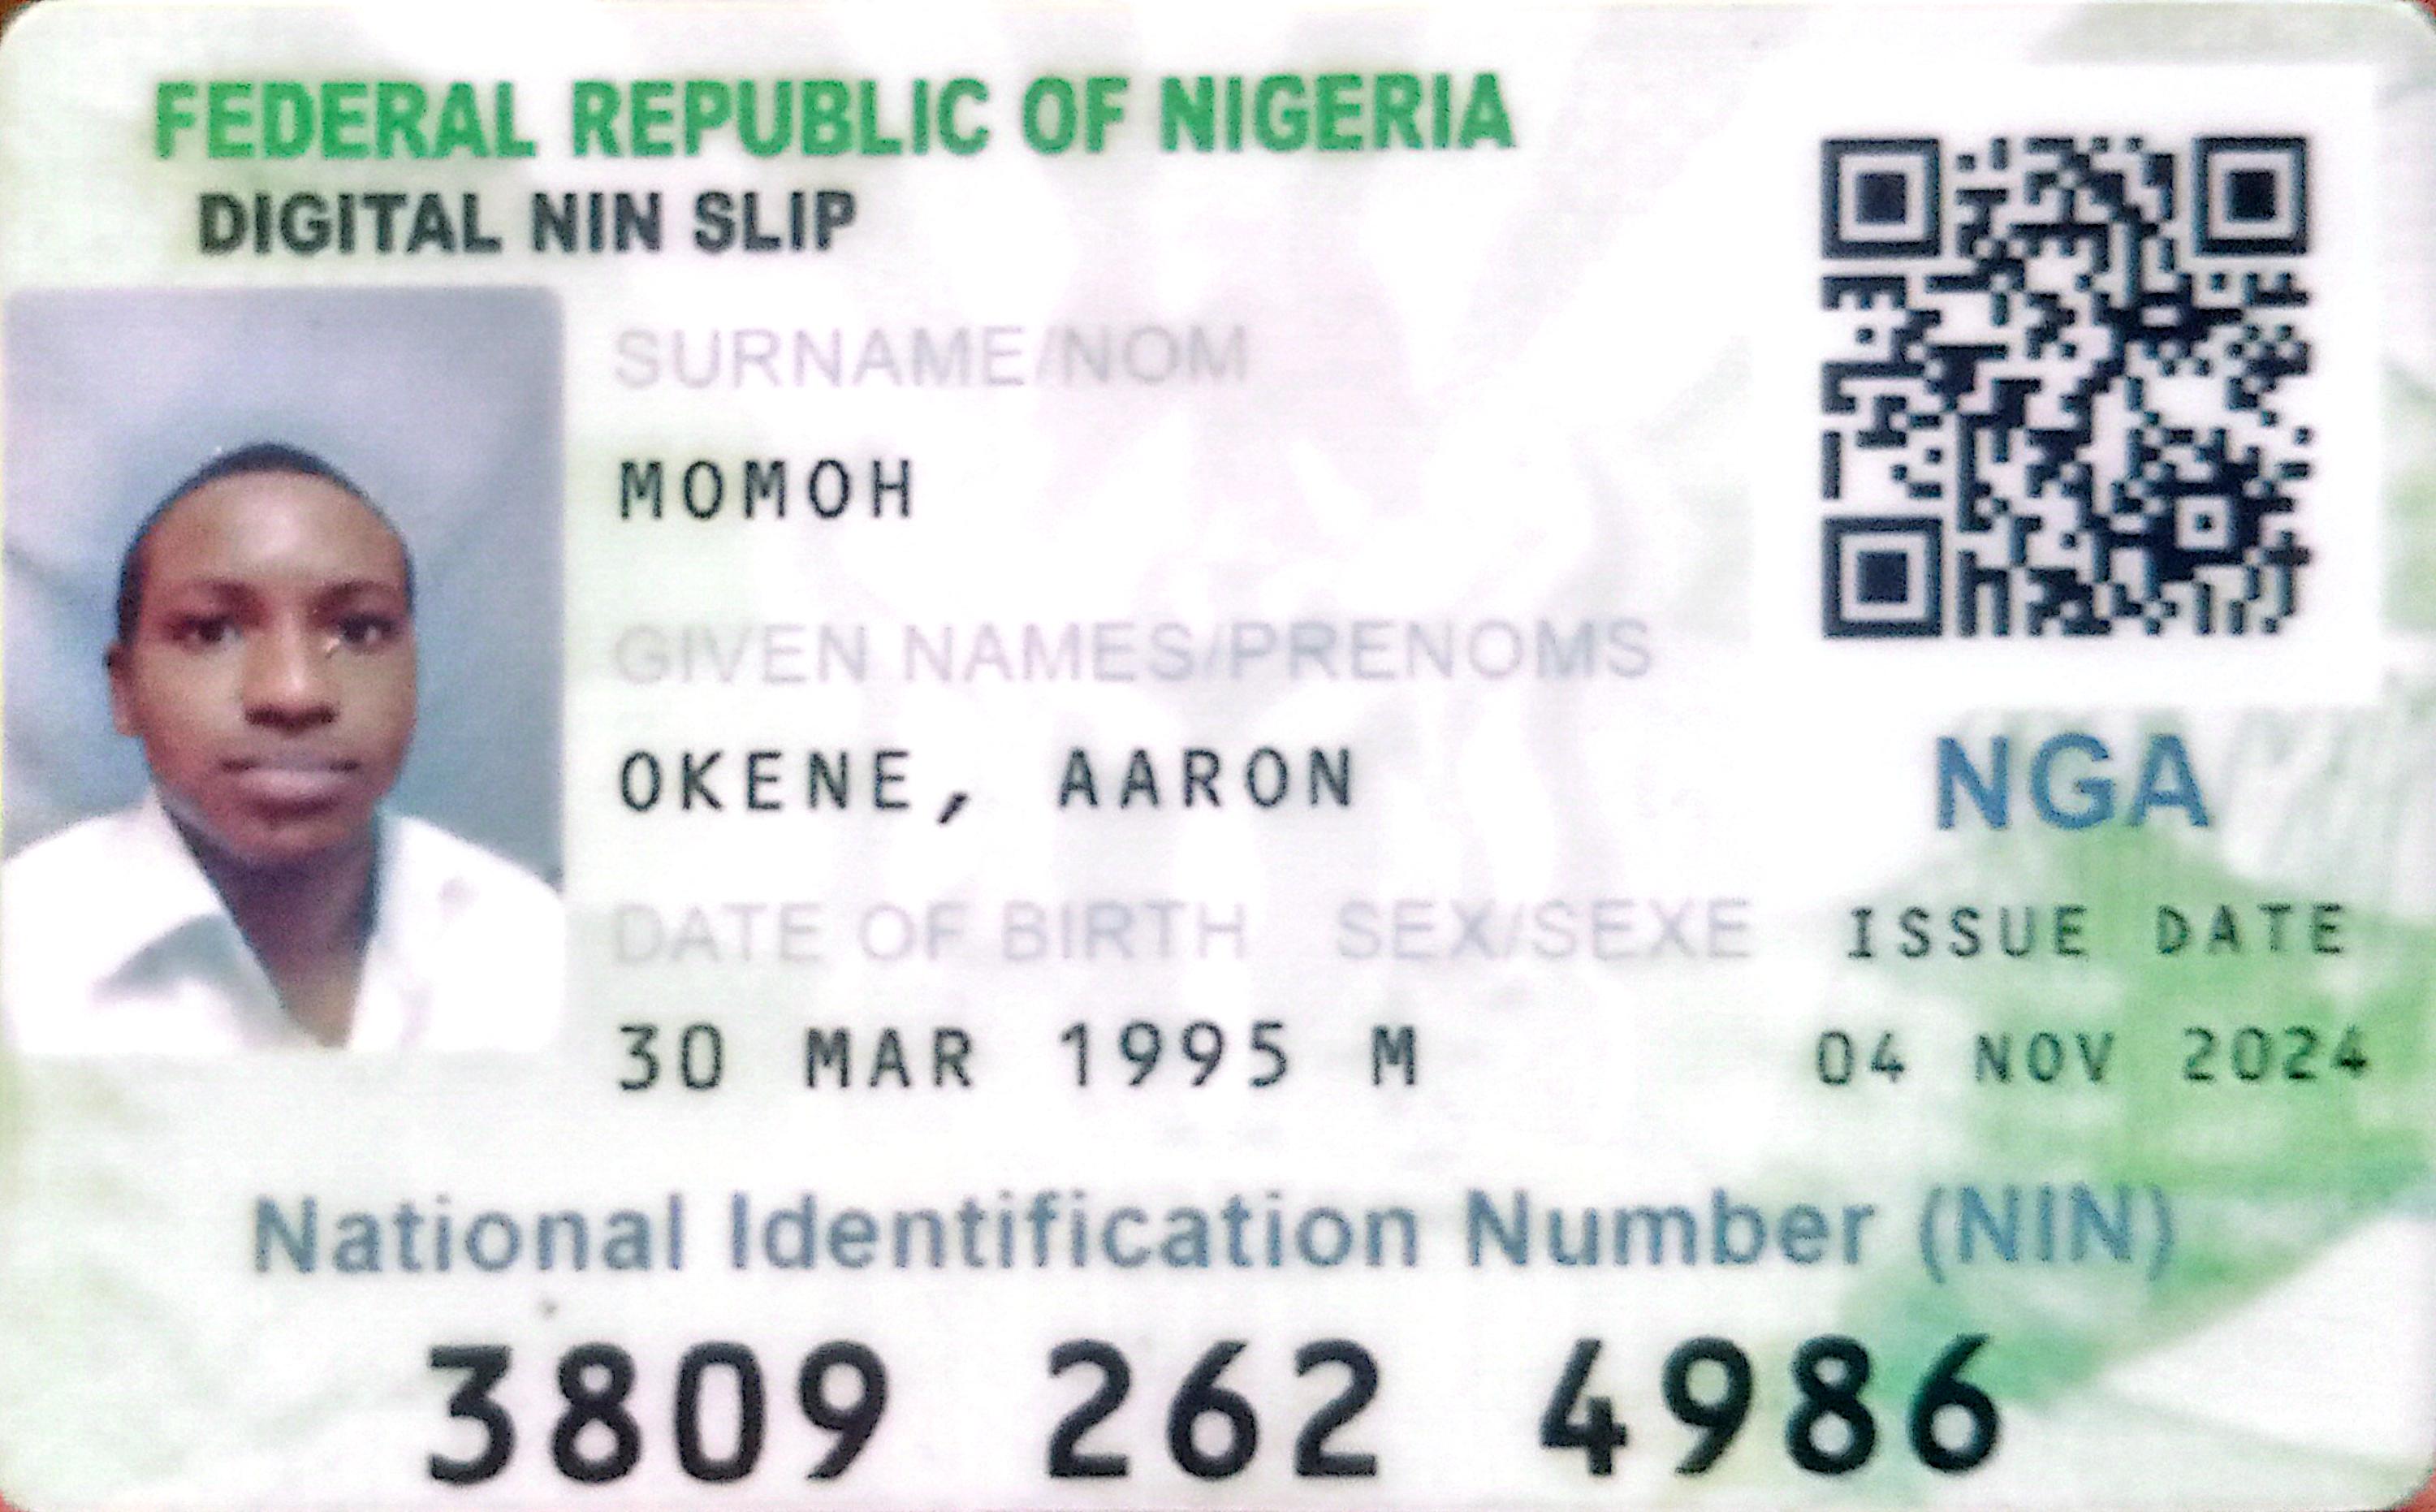 FEDERAL REPUBLIC OF NIGERIA
DIGITAL NIN SLIP
SURNAME/NOM
MOMOH
GIVEN NAMES/PRENOMS
OKENE, AARON
DATE OF BIRTH SEX/SEXE
30 MAR 1995 M
NGA
ISSUE DATE
04 NOV 2024
National Identification Number (NIN)
3809 262 4986